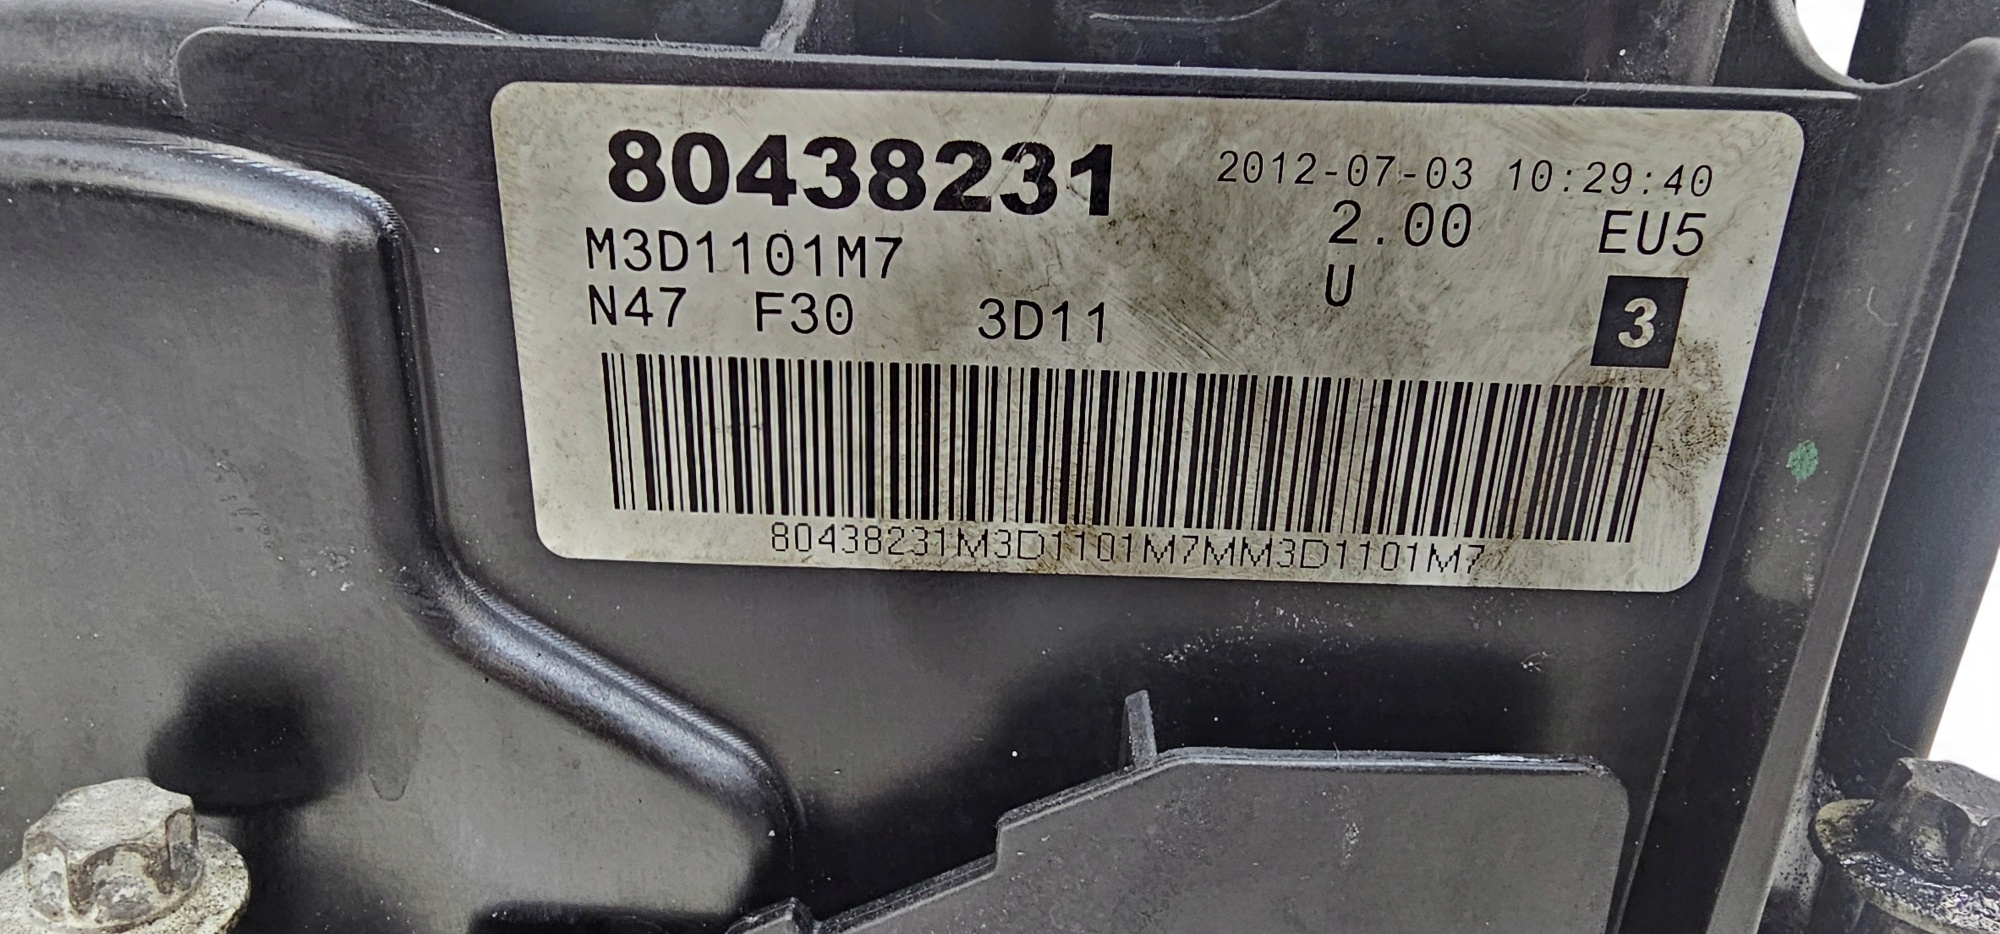 80438231 2012-07-03 10:29:40
M3D1101M7 2.00 EU5
N47 F30 3D11 U 3
80438231M3D1101M7MM3D1101M7